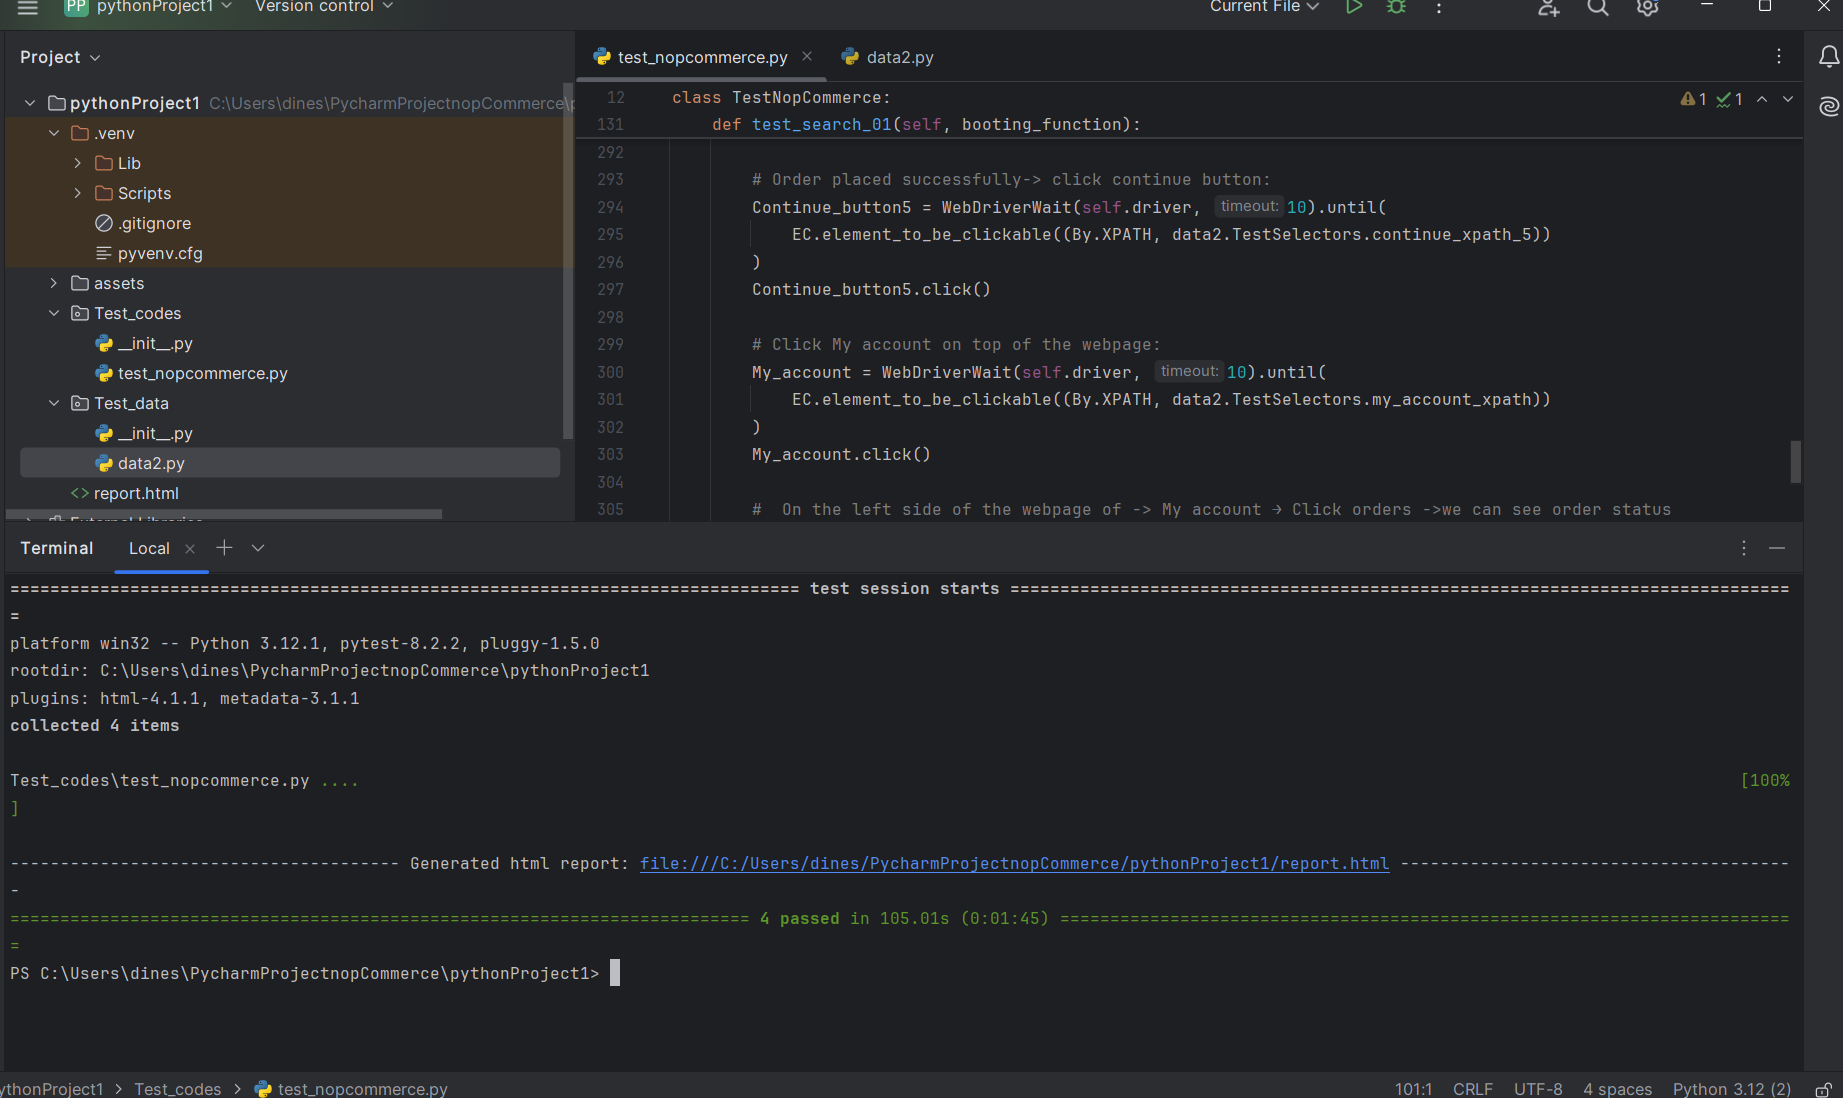 PP pythonProject1 Version control Current File
Project
pythonProject1 C:\Users\dines\PycharmProjectnopCommerce\
.venv
Lib
Scripts
.gitignore
pyvenv.cfg
assets
Test_codes
__init__.py
test_nopcommerce.py
Test_data
__init__.py
data2.py
report.html
External Libraries
test_nopcommerce.py data2.py
12 class TestNopCommerce: 1 1
131 def test_search_01(self, booting_function):
292
293 # Order placed successfully-> click continue button:
294 Continue_button5 = WebDriverWait(self.driver, timeout: 10).until(
295 EC.element_to_be_clickable((By.XPATH, data2.TestSelectors.continue_xpath_5))
296 )
297 Continue_button5.click()
298
299 # Click My account on top of the webpage:
300 My_account = WebDriverWait(self.driver, timeout: 10).until(
301 EC.element_to_be_clickable((By.XPATH, data2.TestSelectors.my_account_xpath))
302 )
303 My_account.click()
304
305 # On the left side of the webpage of -> My account → Click orders ->we can see order status
Terminal Local
=============================================================================== test session starts ==============================================================================
=
platform win32 -- Python 3.12.1, pytest-8.2.2, pluggy-1.5.0
rootdir: C:\Users\dines\PycharmProjectnopCommerce\pythonProject1
plugins: html-4.1.1, metadata-3.1.1
collected 4 items
Test_codes\test_nopcommerce.py .... [100%
]
--------------------------------------- Generated html report: file:///C:/Users/dines/PycharmProjectnopCommerce/pythonProject1/report.html ---------------------------------------
-
========================================================================== 4 passed in 105.01s (0:01:45) =========================================================================
=
PS C:\Users\dines\PycharmProjectnopCommerce\pythonProject1>
ythonProject1 > Test_codes > test_nopcommerce.py 101:1 CRLF UTF-8 4 spaces Python 3.12 (2)